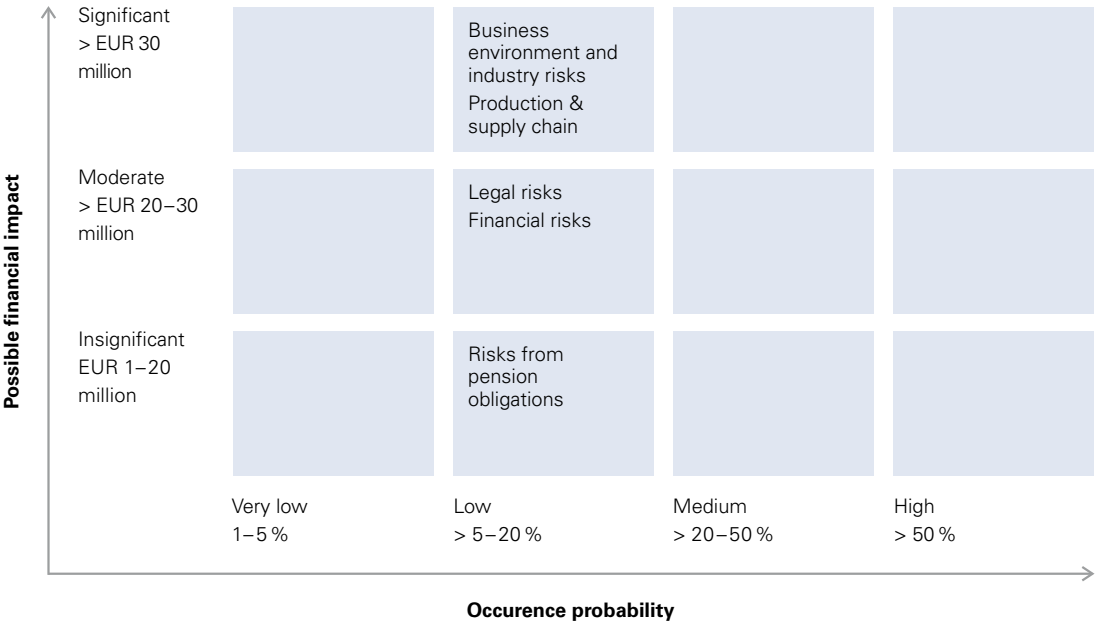 Possible financial impact
Significant
> EUR 30
million
Business
environment and
industry risks
Production &
supply chain
Moderate
> EUR 20–30
million
Legal risks
Financial risks
Insignificant
EUR 1–20
million
Risks from
pension
obligations
Very low
1–5 %
Low
> 5–20 %
Medium
> 20–50 %
High
> 50 %
Occurence probability